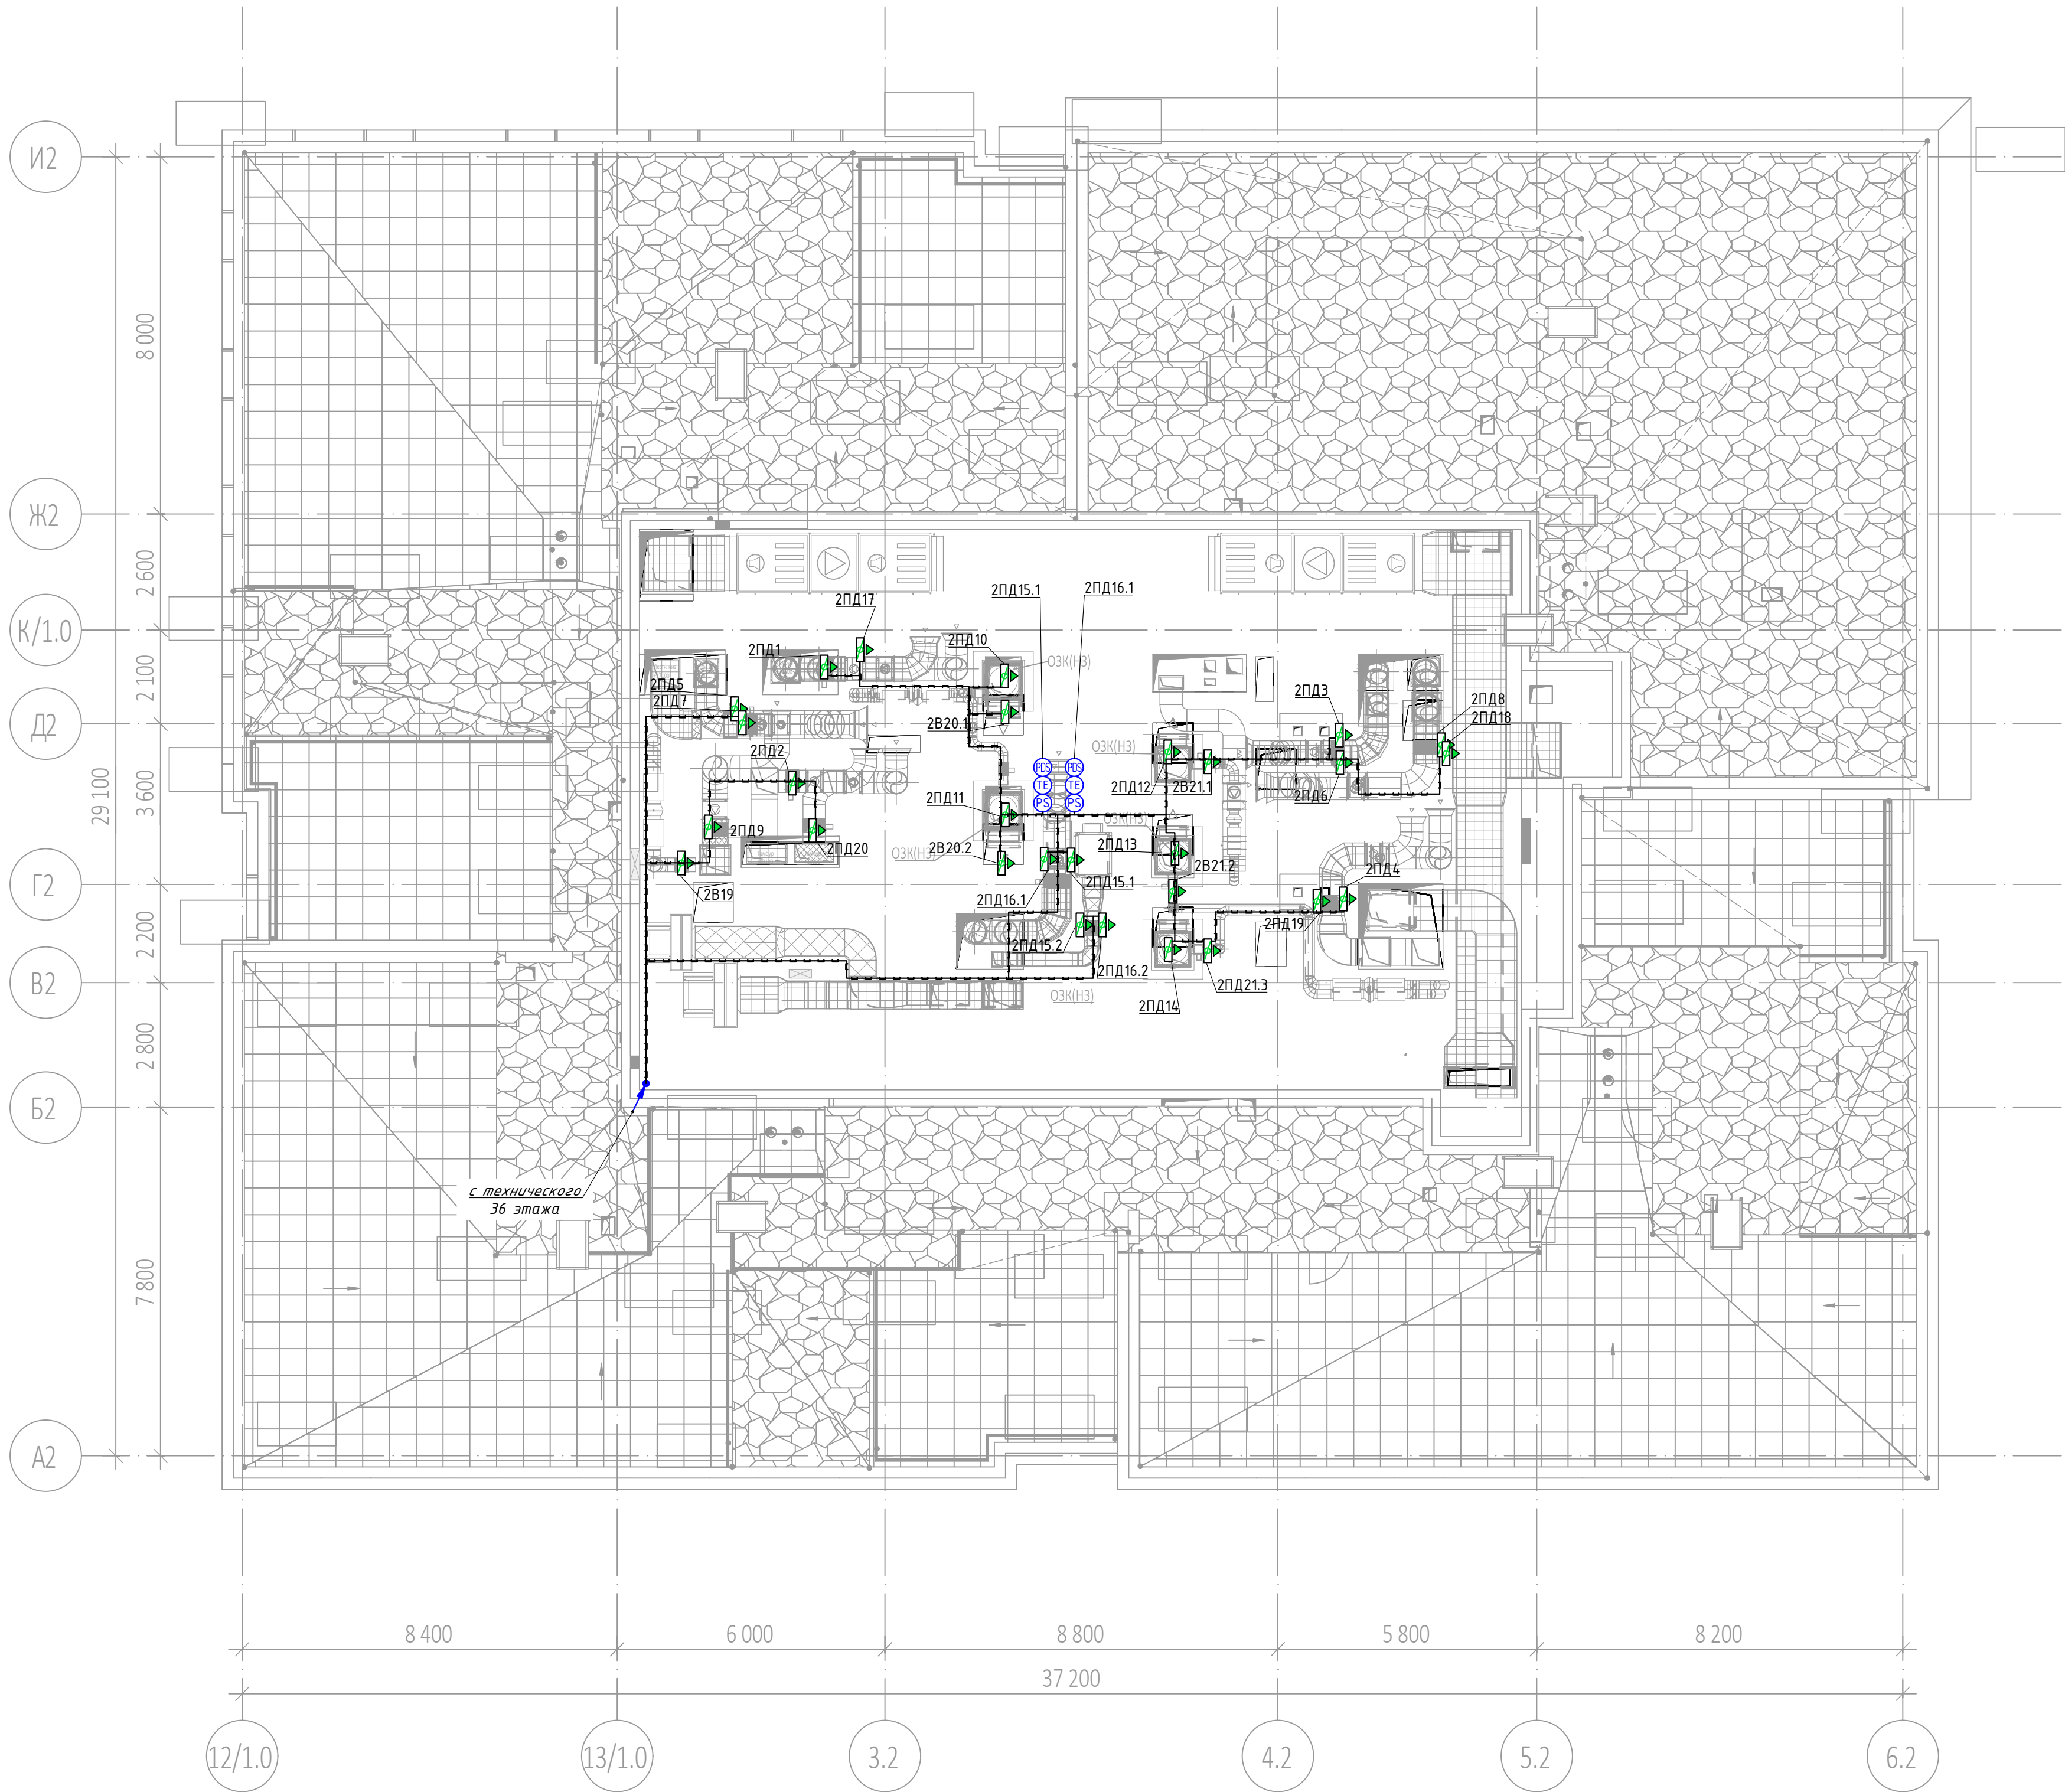 И2
Ж2
К/1.0
Д2
Г2
В2
Б2
А2
8 000
2 600
2 100
3 600
2 200
2 800
7 800
29 100
2ПД17
2ПД15.1
2ПД16.1
2ПД1
2ПД10
ОЗК(НЗ)
2ПД5
2ПД7
2ПД3
2ПД8
2ПД18
2В20.1
2ПД2
ОЗК(НЗ)
PDS
PDS
TE
TE
PS
PS
2ПД12
2В21.1
2ПД6
2ПД11
ОЗК(НЗ)
2ПД9
2ПД20
ОЗК(НЗ)
2В20.2
2ПД13
2В21.2
2В19
2ПД16.1
2ПД15.1
2ПД4
2ПД15.2
2ПД19
2ПД16.2
2ПД21.3
ОЗК(НЗ)
2ПД14
с технического
36 этажа
8 400
6 000
8 800
5 800
8 200
37 200
12/1.0
13/1.0
3.2
4.2
5.2
6.2